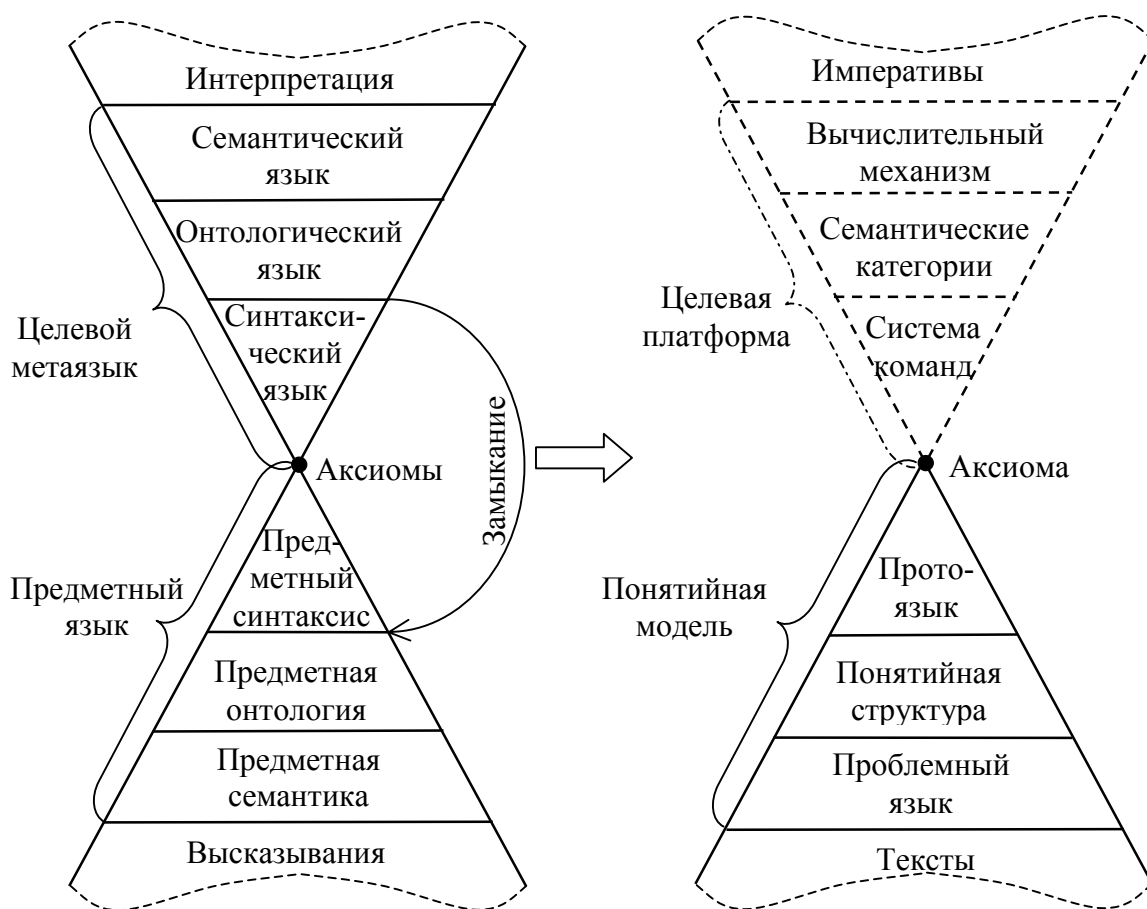 Интерпретация
Семантический
язык
Онтологический
язык
Синтакси-
ческий
язык
Целевой
метаязык
Аксиомы
Замыкание
Пред-
метный
синтаксис
Предметный
язык
Предметная
онтология
Предметная
семантика
Высказывания
Императивы
Вычислительный
механизм
Семантические
категории
Система
команд
Целевая
платформа
Аксиома
Прото-
язык
Понятийная
модель
Понятийная
структура
Проблемный
язык
Тексты